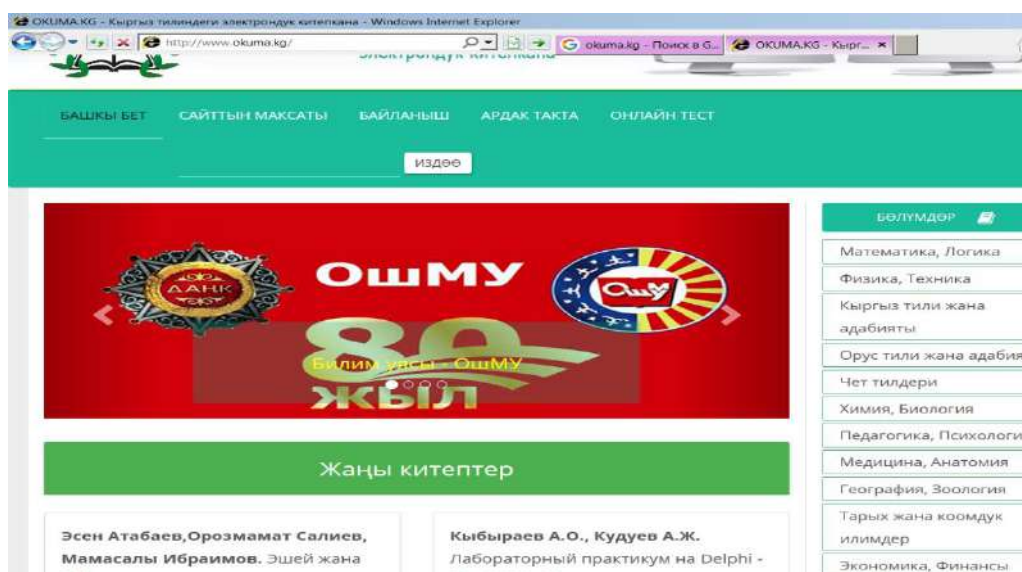 OKUMA.KG - Кыргыз тилиндеги электрондук китепкана - Windows Internet Explorer
http://www.okuma.kg/
okuma.kg - Поиск в G...
OKUMA.KG - Кырг...
электрондук китепкана
БАШКЫ БЕТ САЙТТЫН МАКСАТЫ БАЙЛАНЫШ АРДАК ТАКТА ОНЛАЙН ТЕСТ
издөө
ДАНК
ОшМУ
ОшМУ
80
Билим уясы - ОшМУ
ЖЫЛ
Жаңы китептер
Эсен Атабаев,Орозмамат Салиев,
Мамасалы Ибраимов. Эшей жана
Кыбыраев А.О., Кудуев А.Ж.
Лабораторный практикум на Delphi -
БӨЛҮМДӨР
Математика, Логика
Физика, Техника
Кыргыз тили жана
адабияты
Орус тили жана адабия
Чет тилдери
Химия, Биология
Педагогика, Психологи
Медицина, Анатомия
География, Зоология
Тарых жана коомдук
илимдер
Экономика, Финансы